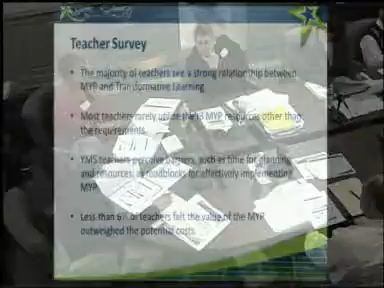 Teacher Survey
• The majority of teachers see a strong relationship between
MYP and Transformative Learning
• Most teachers rarely utilize the MYP resources other than
the requirements.
• YMS teachers perceive barriers, such as time for planning
and resources, as roadblocks for effectively implementing
MYP
• Less than 6% of teachers felt the value of the MYP
outweighed the potential costs.